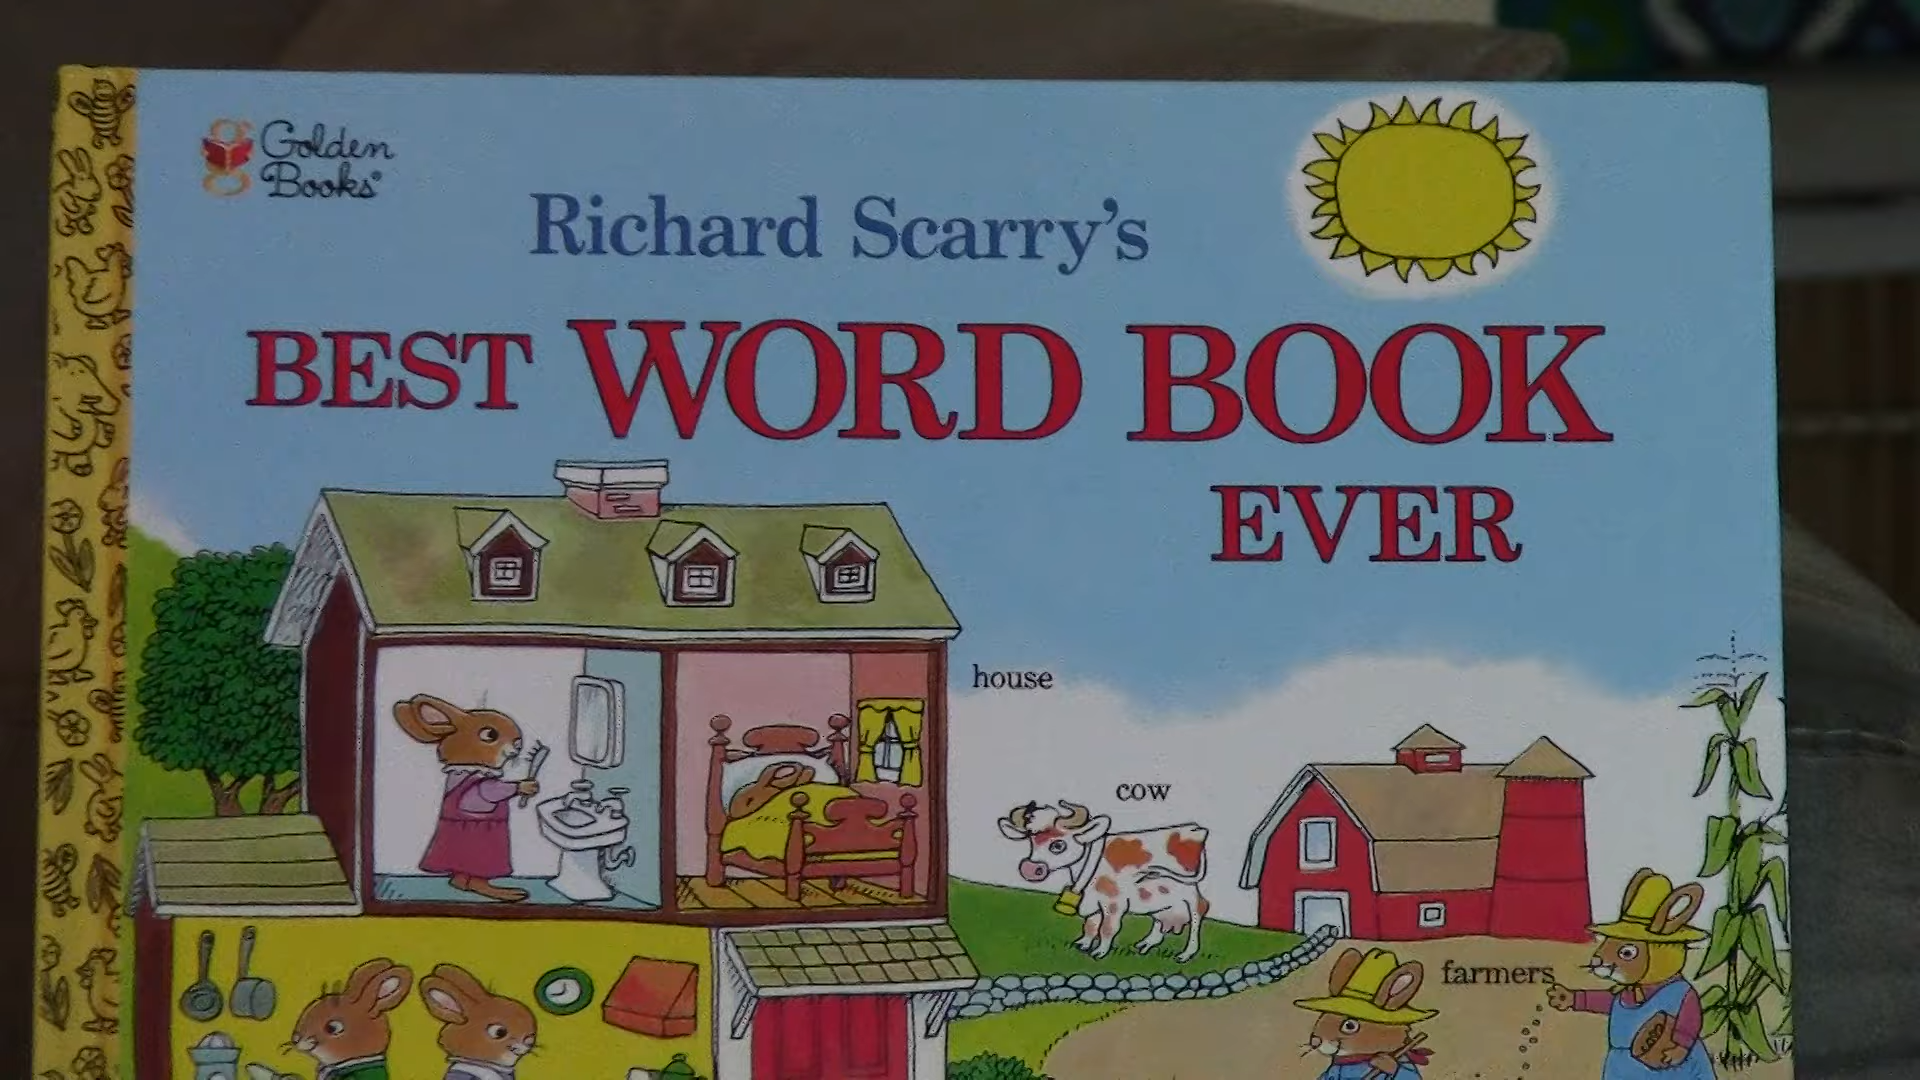 Golden
Books®
Richard Scarry's
BEST WORD BOOK
EVER
house
cow
farmers